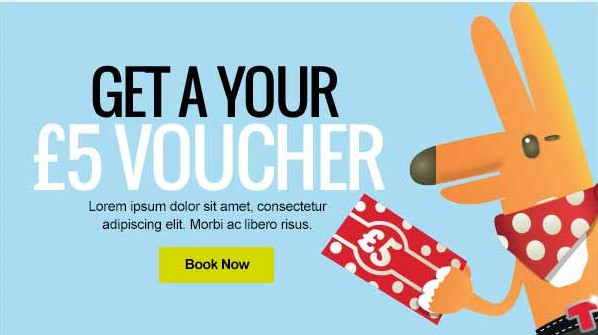 GET A YOUR
£5 VOUCHER
Lorem ipsum dolor sit amet, consectetur
adipiscing elit. Morbi ac libero risus.
Book Now
£5
T